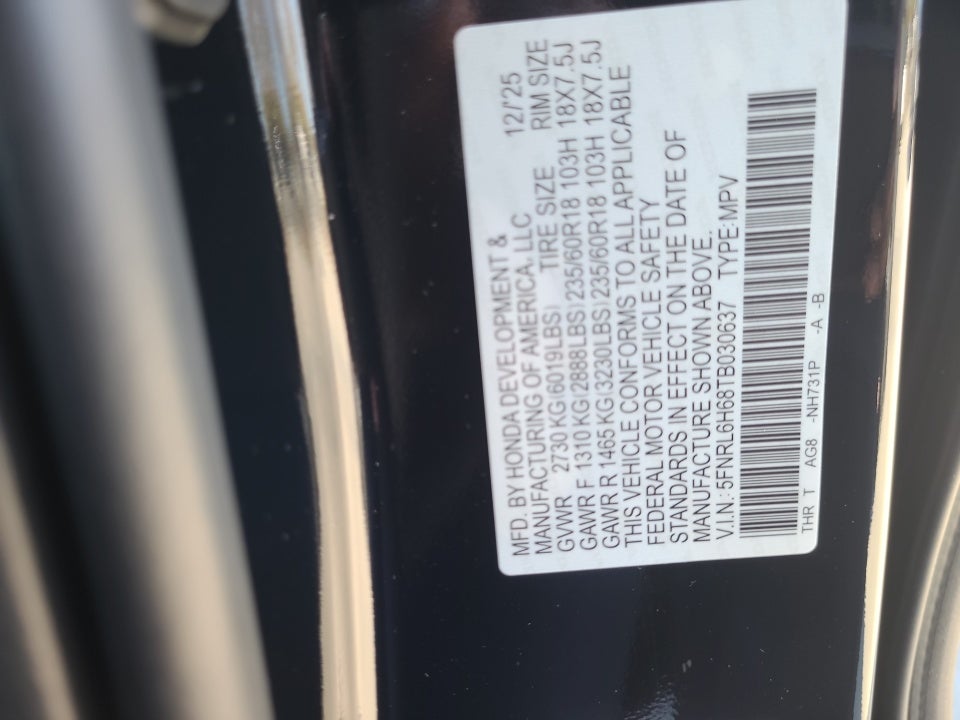 MFD. BY HONDA DEVELOPMENT &
MANUFACTURING OF AMERICA, LLC 12/'25
GVWR 2730 KG(6019LBS) TIRE SIZE RIM SIZE
GAWR F 1310 KG(2888LBS) 235/60R18 103H 18X7.5J
GAWR R 1465 KG(3230LBS) 235/60R18 103H 18X7.5J
THIS VEHICLE CONFORMS TO ALL APPLICABLE
FEDERAL MOTOR VEHICLE SAFETY
STANDARDS IN EFFECT ON THE DATE OF
MANUFACTURE SHOWN ABOVE.
V.I.N.:5FNRL6H68TB030637 TYPE:MPV
THR T AG8 -NH731P -A -B